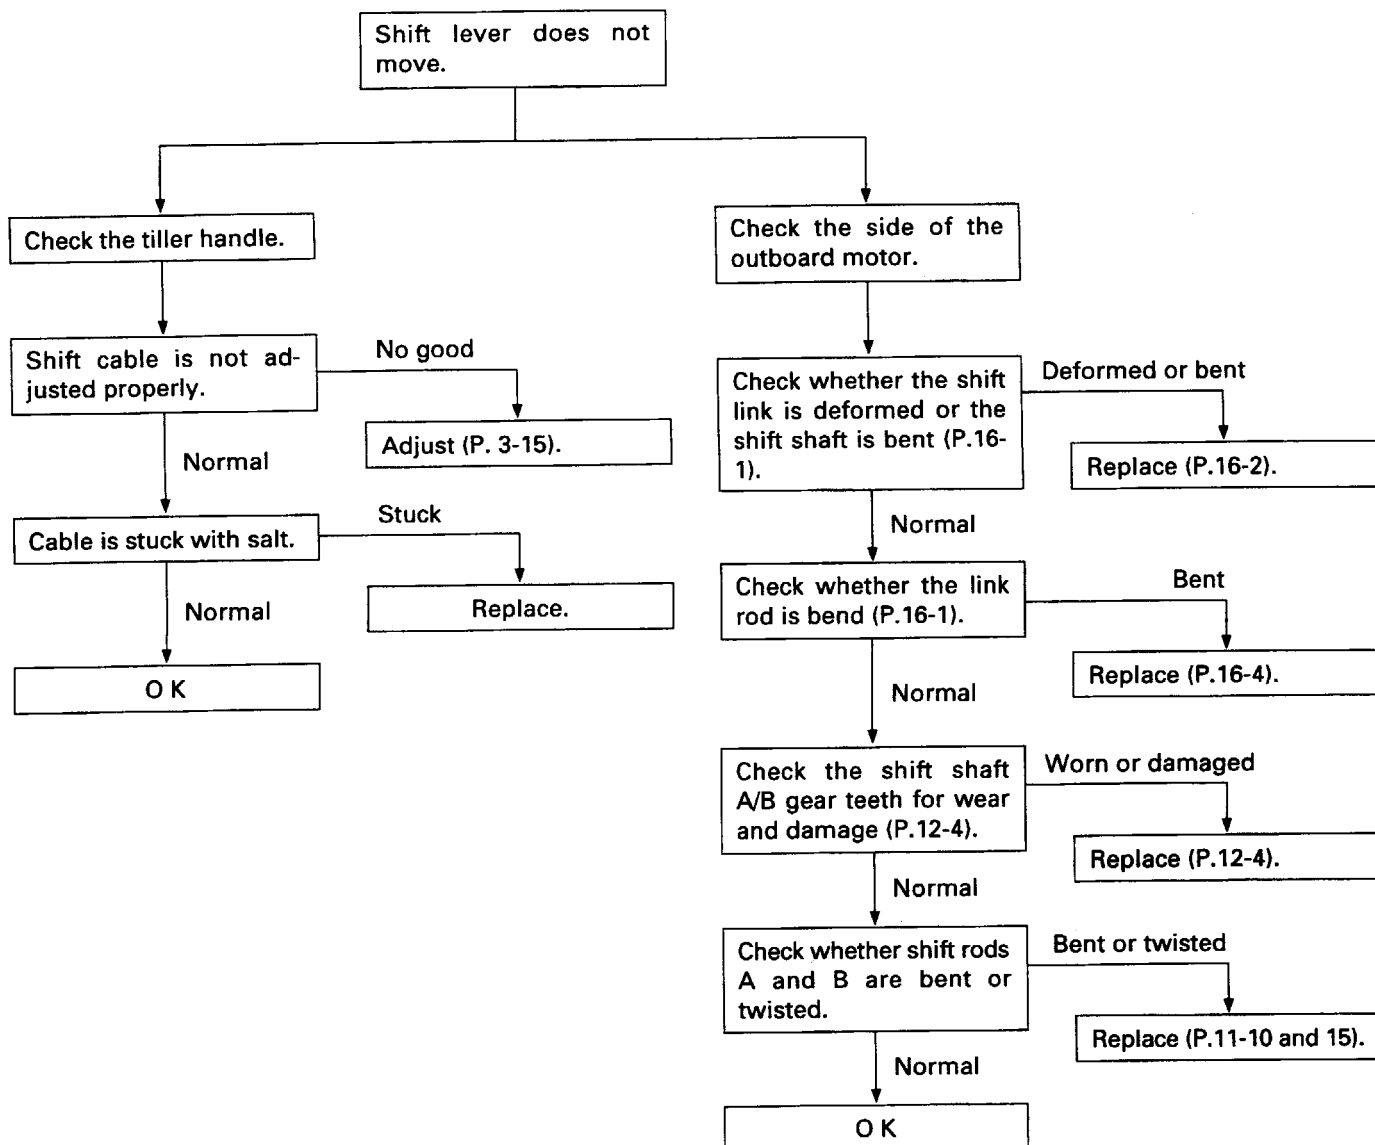 Shift lever does not
move.
Check the tiller handle.
Shift cable is not ad-
justed properly.
No good
Adjust (P. 3-15).
Normal
Cable is stuck with salt.
Stuck
Replace.
Normal
O K
Check the side of the
outboard motor.
Check whether the shift
link is deformed or the
shift shaft is bent (P.16-
1).
Deformed or bent
Replace (P.16-2).
Normal
Check whether the link
rod is bend (P.16-1).
Bent
Replace (P.16-4).
Normal
Check the shift shaft
A/B gear teeth for wear
and damage (P.12-4).
Worn or damaged
Replace (P.12-4).
Normal
Check whether shift rods
A and B are bent or
twisted.
Bent or twisted
Replace (P.11-10 and 15).
Normal
O K